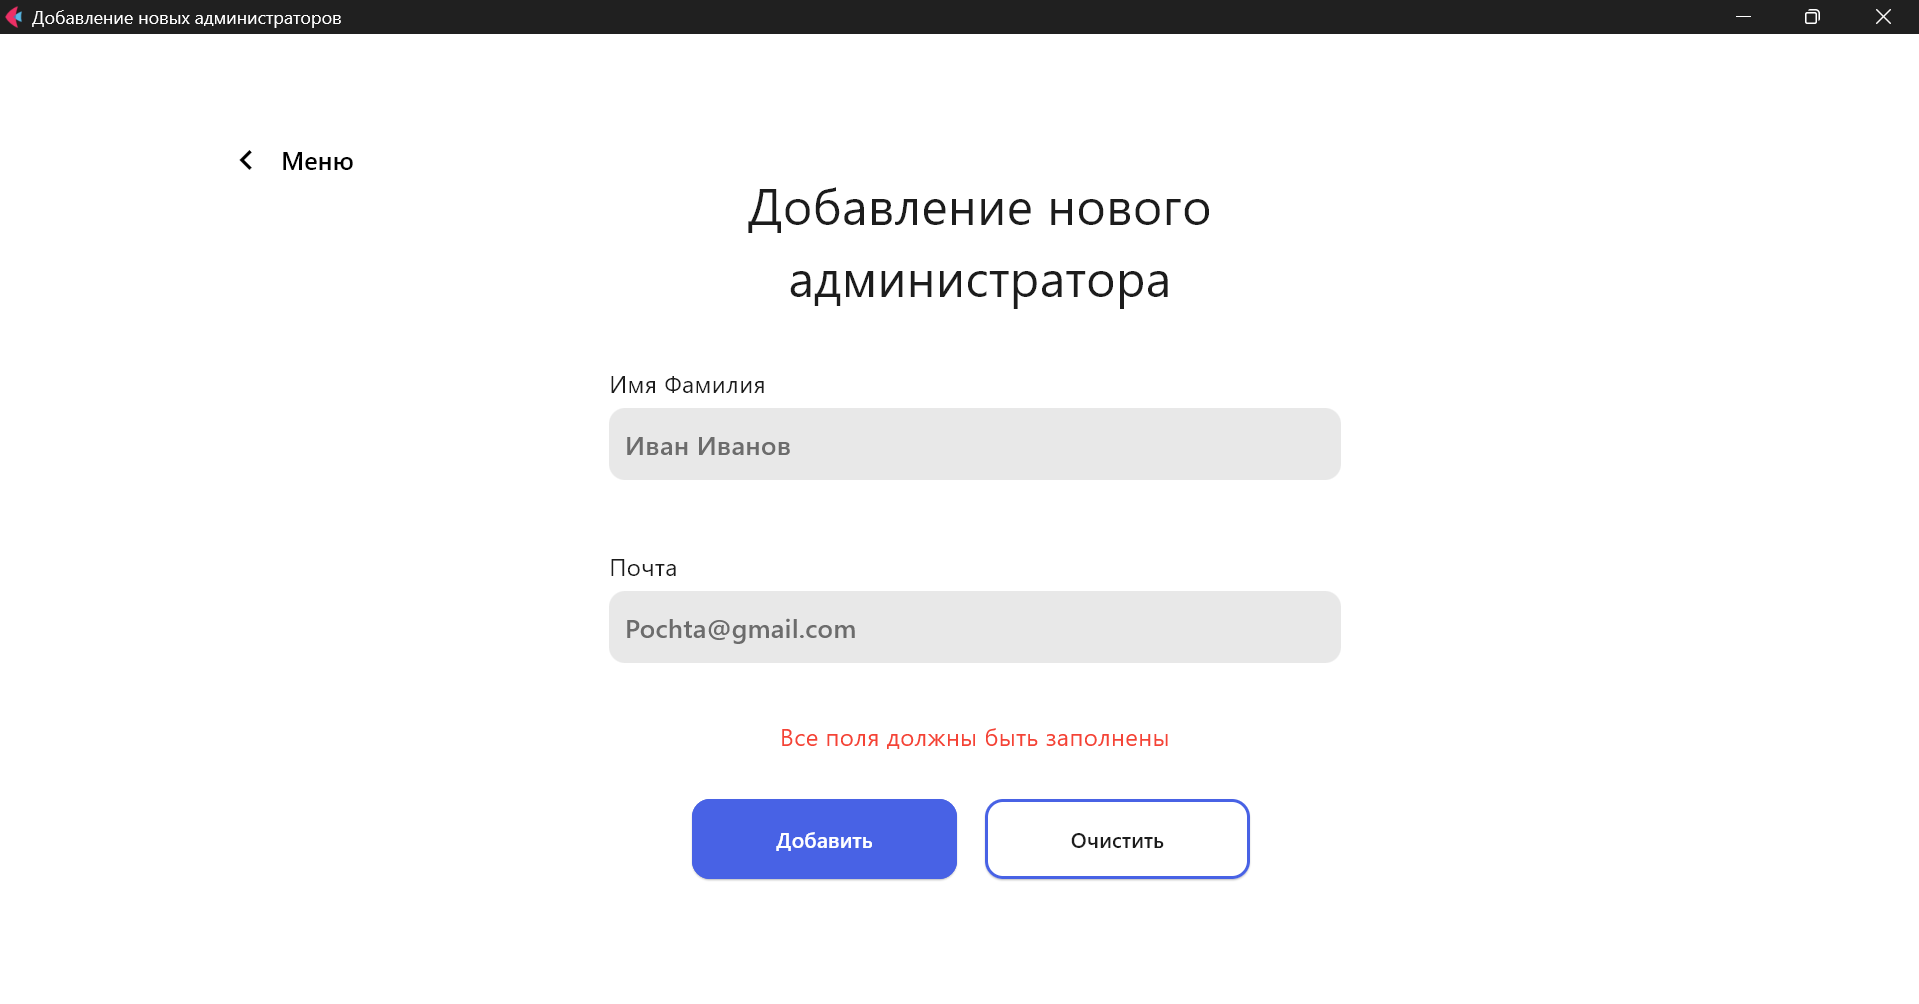 Добавление новых администраторов
Меню
Добавление нового
администратора
Имя Фамилия
Иван Иванов
Почта
Pochta@gmail.com
Все поля должны быть заполнены
Добавить
Очистить